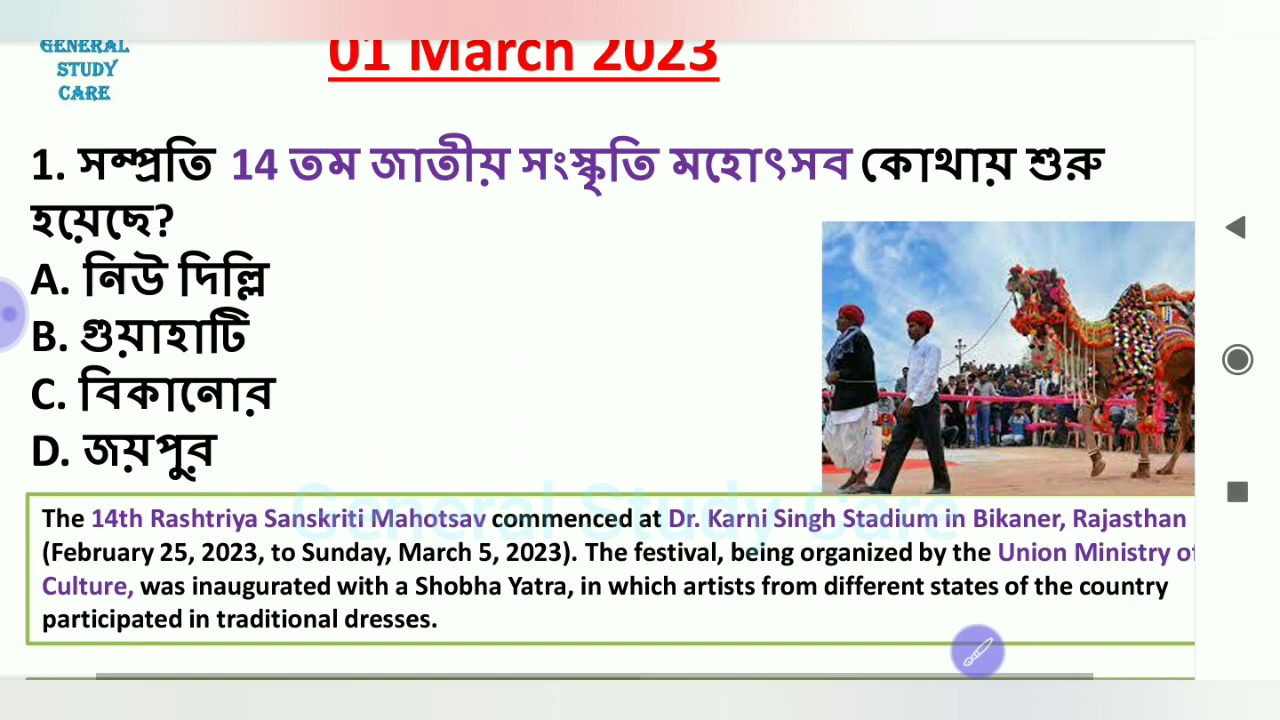 GENERAL
STUDY
CARE
01 March 2023
1. সম্প্রতি 14 তম জাতীয় সংস্কৃতি মহোৎসব কোথায় শুরু
হয়েছে?
A. নিউ দিল্লি
B. গুয়াহাটি
C. বিকানোর
D. জয়পুর
General Study Care
The 14th Rashtriya Sanskriti Mahotsav commenced at Dr. Karni Singh Stadium in Bikaner, Rajasthan
(February 25, 2023, to Sunday, March 5, 2023). The festival, being organized by the Union Ministry of
Culture, was inaugurated with a Shobha Yatra, in which artists from different states of the country
participated in traditional dresses.